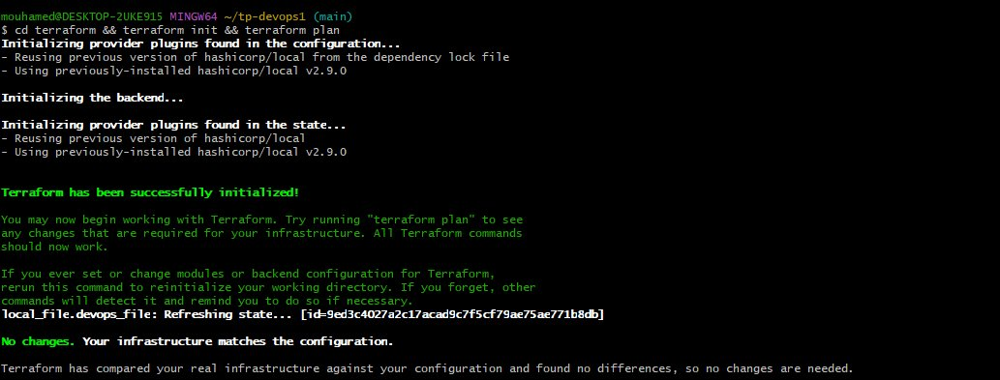 mouhamed@DESKTOP-2UKE915 MINGW64 ~/tp-devops1 (main)
$ cd terraform && terraform init && terraform plan
Initializing provider plugins found in the configuration...
- Reusing previous version of hashicorp/local from the dependency lock file
- Using previously-installed hashicorp/local v2.9.0
Initializing the backend...
Initializing provider plugins found in the state...
- Reusing previous version of hashicorp/local
- Using previously-installed hashicorp/local v2.9.0
Terraform has been successfully initialized!
You may now begin working with Terraform. Try running "terraform plan" to see
any changes that are required for your infrastructure. All Terraform commands
should now work.
If you ever set or change modules or backend configuration for Terraform,
rerun this command to reinitialize your working directory. If you forget, other
commands will detect it and remind you to do so if necessary.
local_file.devops_file: Refreshing state... [id=9ed3c4027a2c17acad9c7f5cf79ae75ae771b8db]
No changes. Your infrastructure matches the configuration.
Terraform has compared your real infrastructure against your configuration and found no differences, so no changes are needed.